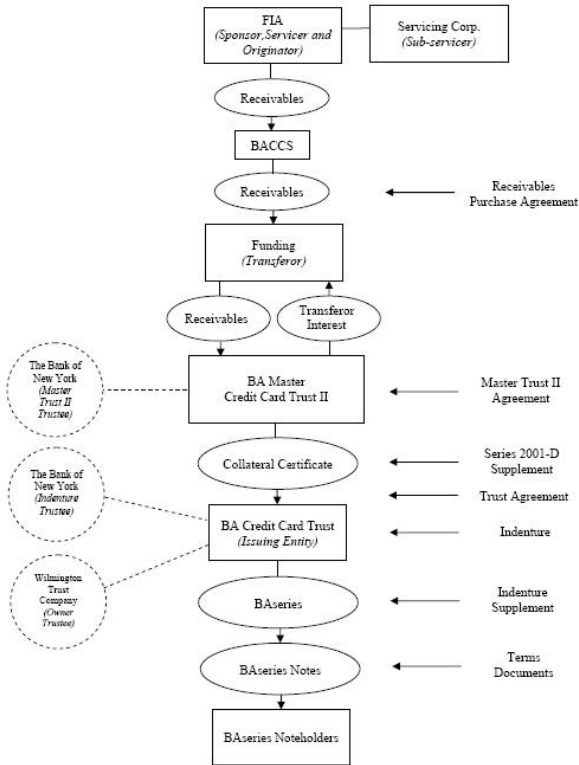 FIA
(Sponsor,Servicer and
Originator)
Servicing Corp.
(Sub-servicer)
Receivables
BACCS
Receivables
Receivables
Purchase Agreement
Funding
(Transferor)
Receivables
Transferor
Interest
The Bank of
New York
(Master
Trust II
Trustee)
BA Master
Credit Card Trust II
Master Trust II
Agreement
Collateral Certificate
Series 2001-D
Supplement
The Bank of
New York
(Indenture
Trustee)
Trust Agreement
BA Credit Card Trust
(Issuing Entity)
Indenture
Wilmington
Trust
Company
(Owner
Trustee)
BAseries
Indenture
Supplement
BAseries Notes
Terms
Documents
BAseries Noteholders